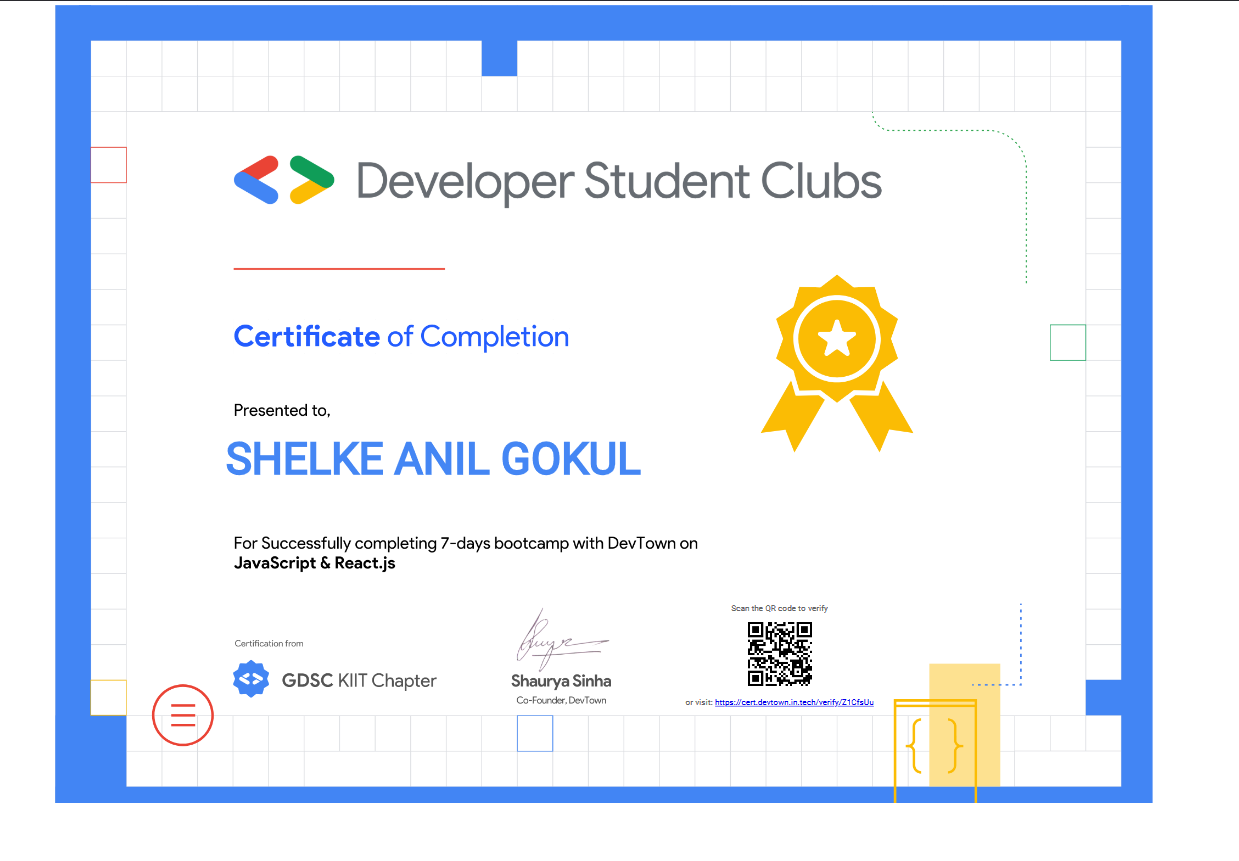 Developer Student Clubs
Certificate of Completion
Presented to,
SHELKE ANIL GOKUL
For Successfully completing 7-days bootcamp with DevTown on
JavaScript & React.js
Scan the QR code to verify
Certification from
GDSC KIIT Chapter
Shaurya Sinha
Co-Founder, DevTown
or visit: https://cert.devtown.in.tech/verify/Z1CfsUu